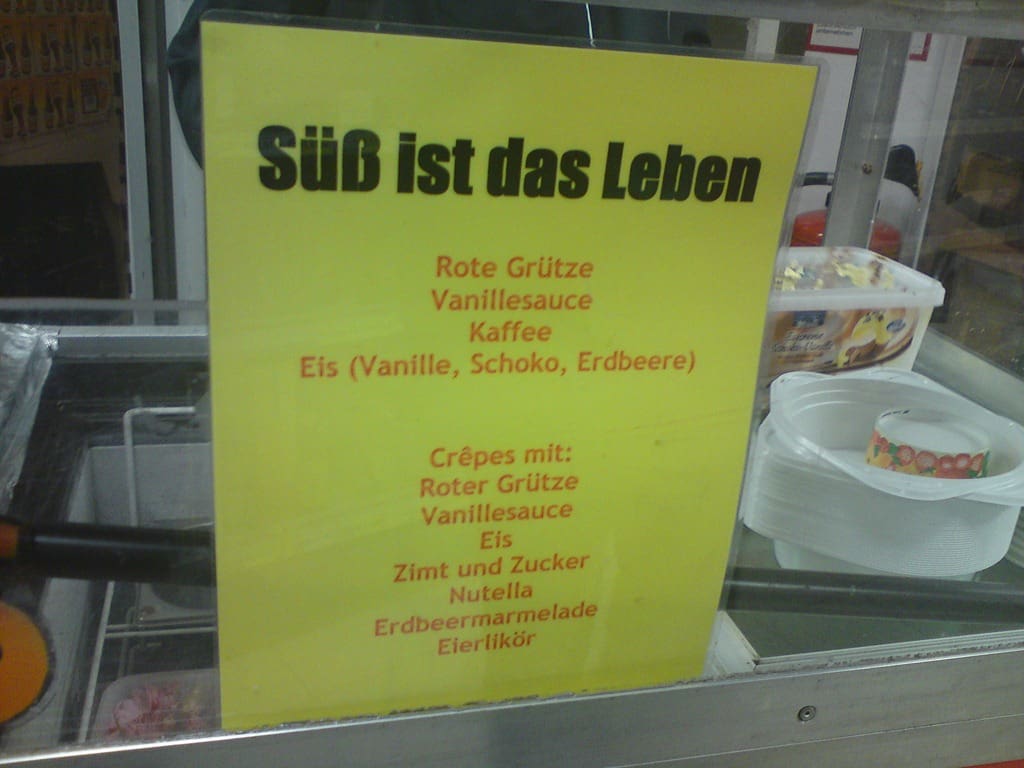 unternehmen
Süß ist das Leben
Rote Grütze
Vanillesauce
Kaffee
Eis (Vanille, Schoko, Erdbeere)
Crêpes mit:
Roter Grütze
Vanillesauce
Eis
Zimt und Zucker
Nutella
Erdbeermarmelade
Eierlikör